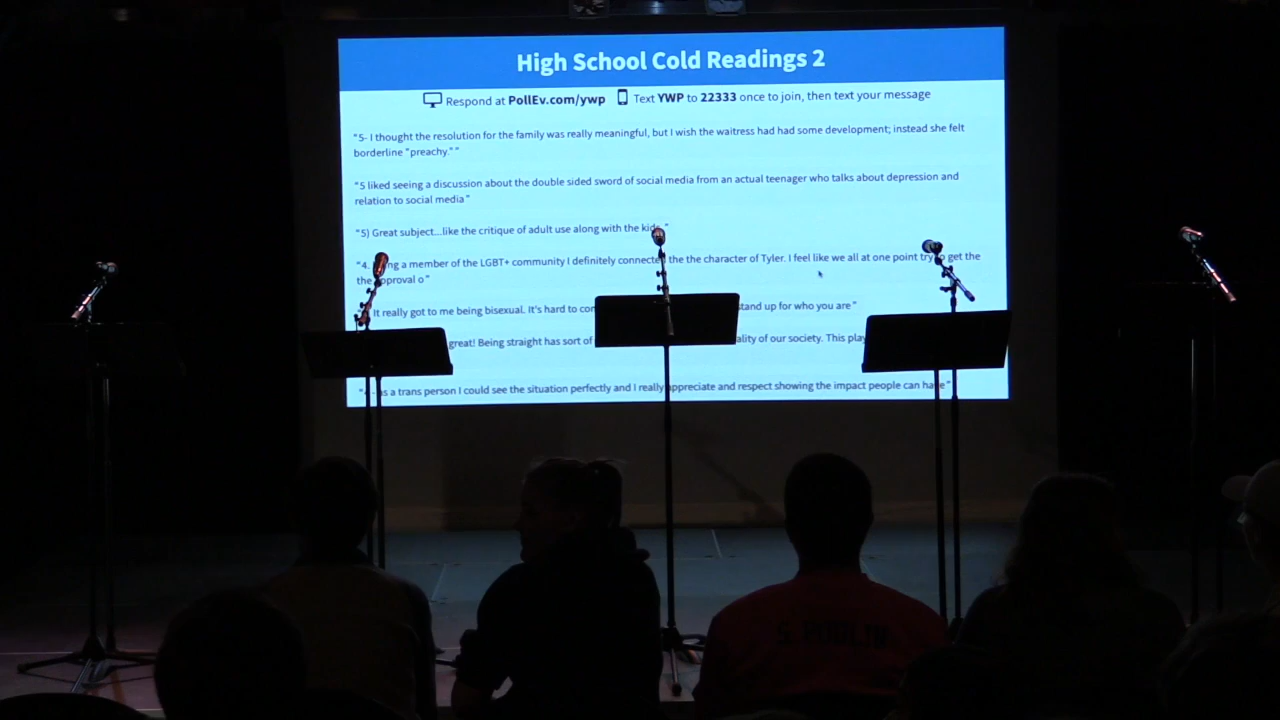 High School Cold Readings 2
Respond at PollEv.com/ywp Text YWP to 22333 once to join, then text your message
"5- I thought the resolution for the family was really meaningful, but I wish the waitress had had some development; instead she felt
borderline "preachy.""
"5 liked seeing a discussion about the double sided sword of social media from an actual teenager who talks about depression and
relation to social media"
"5) Great subject...like the critique of adult use along with the kids "
"4. ng a member of the LGBT+ community I definitely connected the the character of Tyler. I feel like we all at one point try to get the
the approval o"
It really got to me being bisexual. It's hard to stand up for who you are"
great! Being straight has sort of ality of our society. This play
as a trans person I could see the situation perfectly and I really appreciate and respect showing the impact people can have"